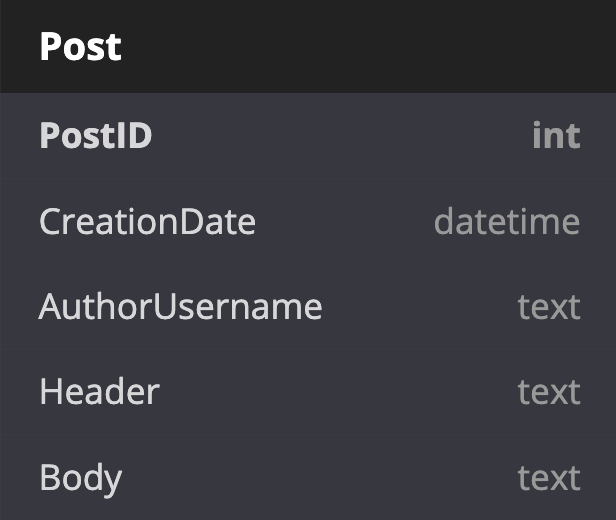 Post
PostID int
CreationDate datetime
AuthorUsername text
Header text
Body text